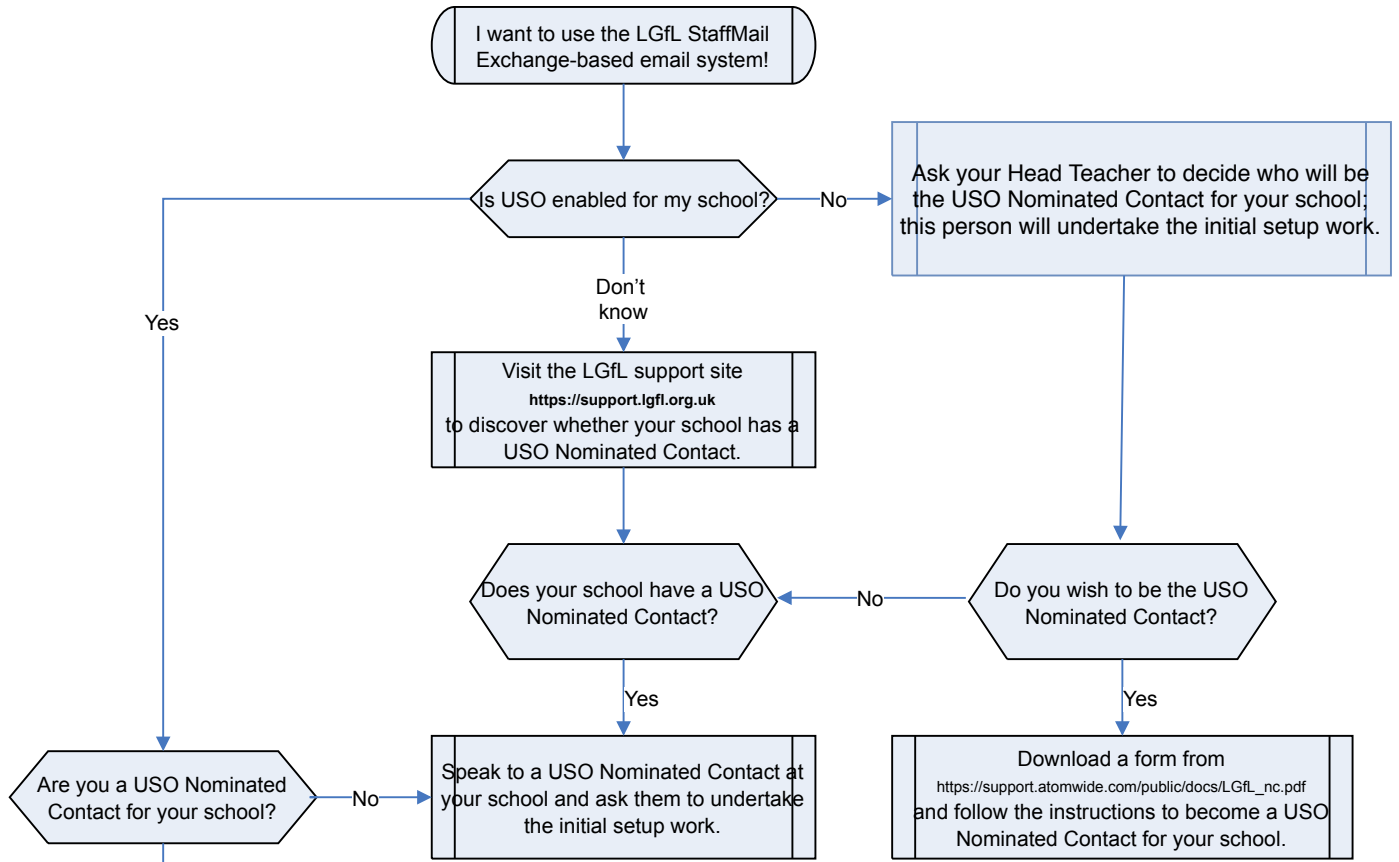 I want to use the LGfL StaffMail
Exchange-based email system!
Is USO enabled for my school?
No
Ask your Head Teacher to decide who will be
the USO Nominated Contact for your school;
this person will undertake the initial setup work.
Don't
know
Yes
Visit the LGfL support site
https://support.lgfl.org.uk
to discover whether your school has a
USO Nominated Contact.
Does your school have a USO
Nominated Contact?
No
Do you wish to be the USO
Nominated Contact?
Yes
Yes
Are you a USO Nominated
Contact for your school?
No
Speak to a USO Nominated Contact at
your school and ask them to undertake
the initial setup work.
Download a form from
https://support.atomwide.com/public/docs/LGfL_nc.pdf
and follow the instructions to become a USO
Nominated Contact for your school.